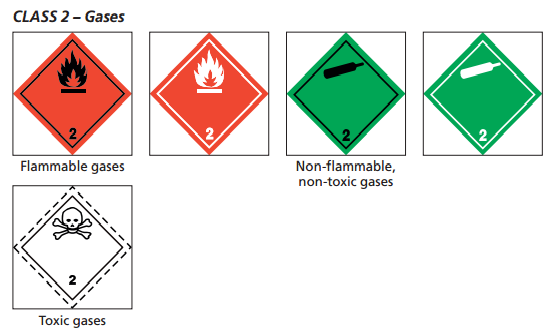 CLASS 2 – Gases
2
2
2
2
Flammable gases
Non-flammable,
non-toxic gases
2
Toxic gases